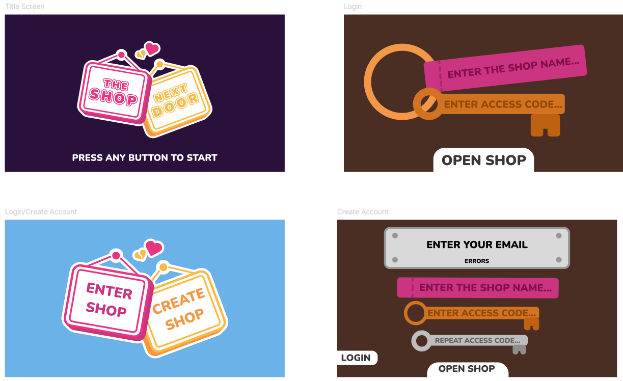 Title Screen
THE
SHOP
NEXT
DOOR
PRESS ANY BUTTON TO START
Login
ENTER THE SHOP NAME...
ENTER ACCESS CODE...
OPEN SHOP
Login/Create Account
ENTER
SHOP
CREATE
SHOP
Create Account
ENTER YOUR EMAIL
ERRORS
ENTER THE SHOP NAME...
ENTER ACCESS CODE...
REPEAT ACCESS CODE...
LOGIN
OPEN SHOP